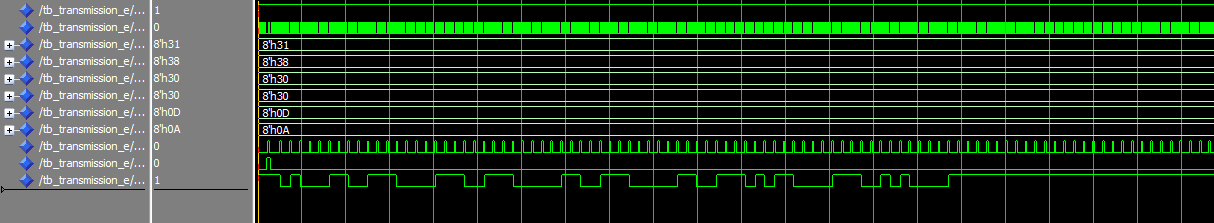 /tb_transmission_e/... 1
/tb_transmission_e/... 0
/tb_transmission_e/... 8'h31 8'h31
/tb_transmission_e/... 8'h38 8'h38
/tb_transmission_e/... 8'h30 8'h30
/tb_transmission_e/... 8'h30 8'h30
/tb_transmission_e/... 8'h0D 8'h0D
/tb_transmission_e/... 8'h0A 8'h0A
/tb_transmission_e/... 0
/tb_transmission_e/... 0
/tb_transmission_e/... 1